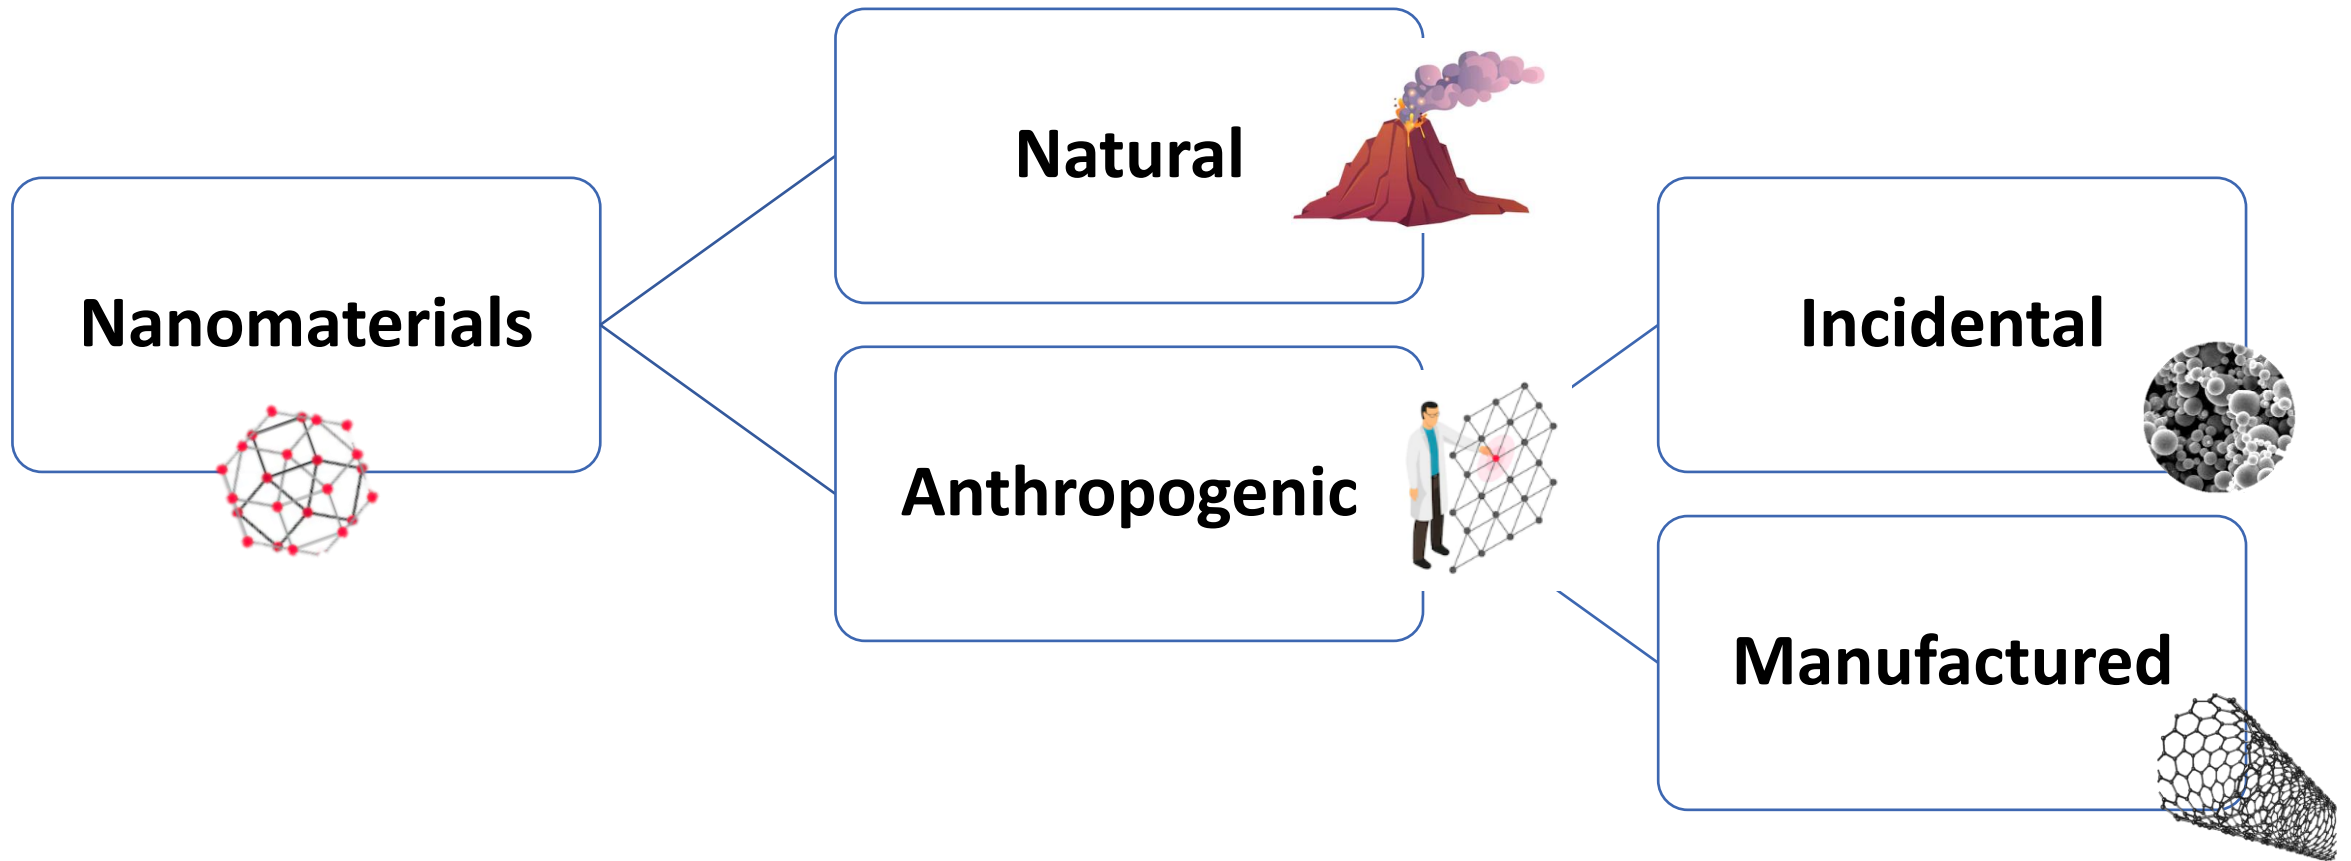 Nanomaterials
Natural
Anthropogenic
Incidental
Manufactured